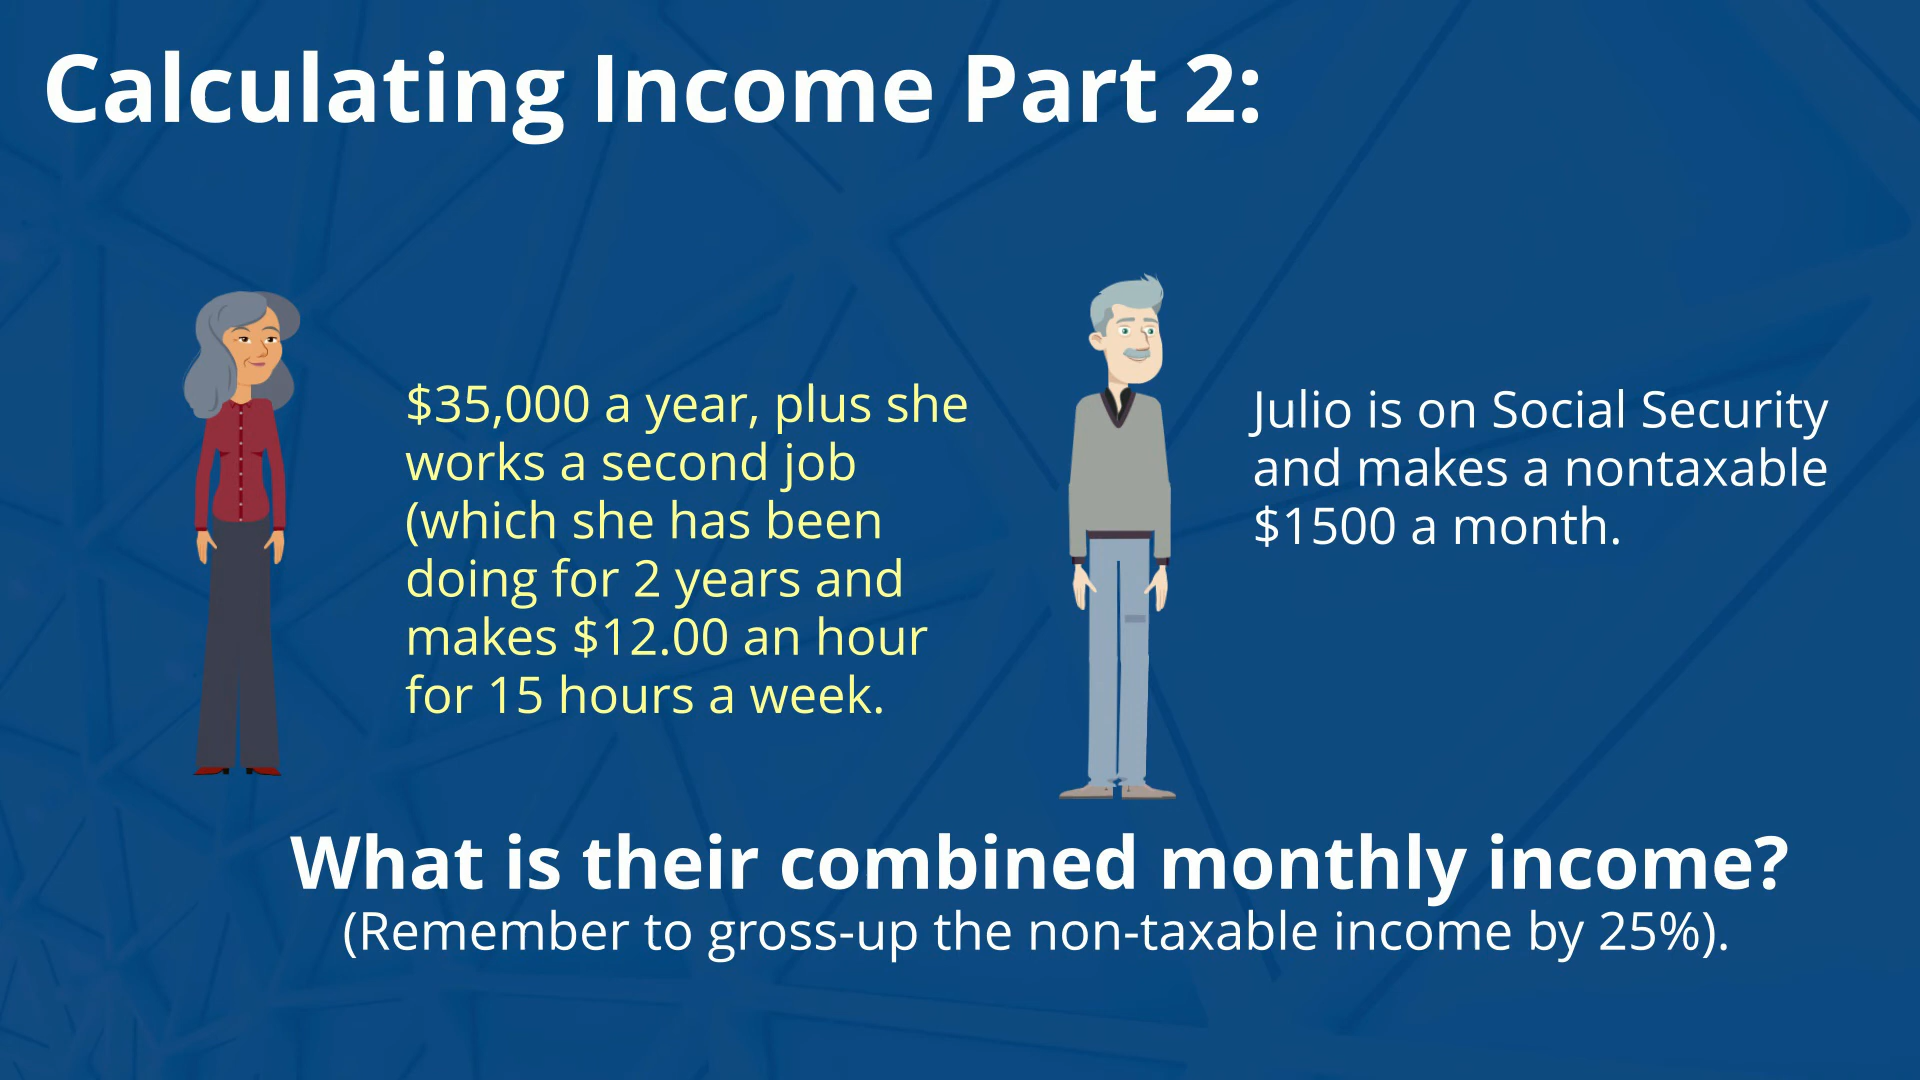 Calculating Income Part 2:
$35,000 a year, plus she
works a second job
(which she has been
doing for 2 years and
makes $12.00 an hour
for 15 hours a week.
Julio is on Social Security
and makes a nontaxable
$1500 a month.
What is their combined monthly income?
(Remember to gross-up the non-taxable income by 25%).